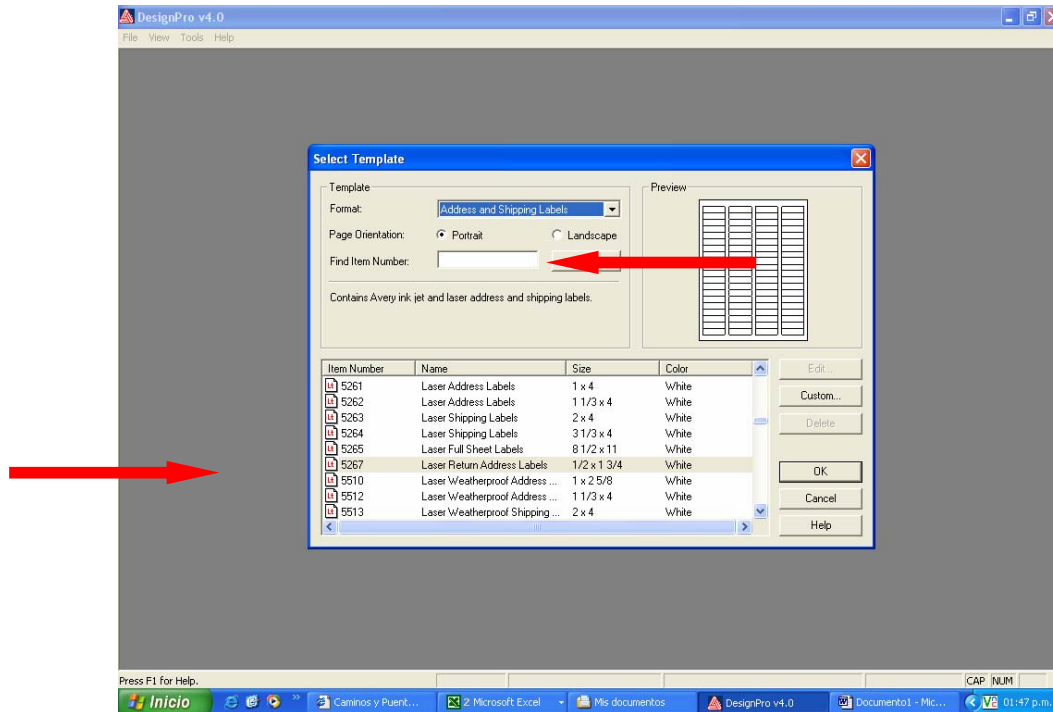 DesignPro v4.0
File View Tools Help
Select Template
Template
Preview
Format:
Address and Shipping Labels
Page Orientation:
Portrait
Landscape
Find Item Number:
Contains Avery ink jet and laser address and shipping labels.
Item Number Name Size Color
5261 Laser Address Labels 1 x 4 White
5262 Laser Address Labels 1 1/3 x 4 White
5263 Laser Shipping Labels 2 x 4 White
5264 Laser Shipping Labels 3 1/3 x 4 White
5265 Laser Full Sheet Labels 8 1/2 x 11 White
5267 Laser Return Address Labels 1/2 x 1 3/4 White
5510 Laser Weatherproof Address ... 1 x 2 5/8 White
5512 Laser Weatherproof Address ... 1 1/3 x 4 White
5513 Laser Weatherproof Shipping ... 2 x 4 White
Edit...
Custom...
Delete
OK
Cancel
Help
Press F1 for Help.
CAP NUM
Inicio
Caminos y Puent...
2 Microsoft Excel
Mis documentos
DesignPro v4.0
Documento1 - Mic...
01:47 p.m.